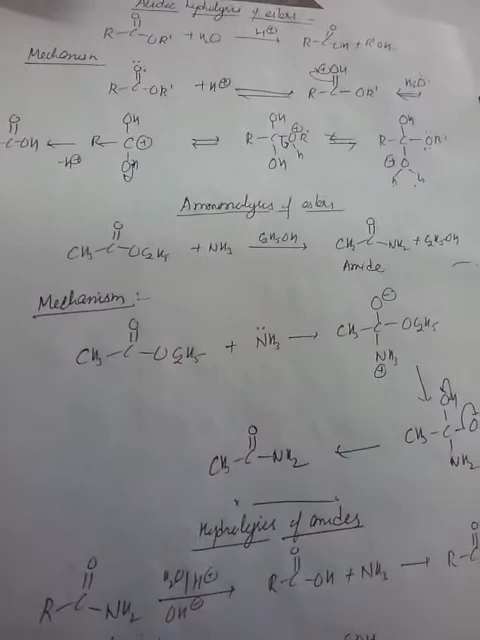 Acidic hydrolysis of esters :-
O
R-C-OR' + H2O H⊕ → R-C-OH + R'OH
Mechanism
R-C-OR' + H⊕ ⇌ R-C-OR' H2O
⊕OH
C-OH ← -H⊕ R-C⊕ ⇌ R-C-OR' ⇌ R-C-OR'
OH OH OH
Ammonolysis of esters
O O
CH3-C-OC2H5 + NH3 C2H5OH → CH3-C-NH2 + C2H5OH
Amide
Mechanism :-
O O⊖
CH3-C-OC2H5 + NH3 → CH3-C-OC2H5
NH3
⊕
OH
CH3-C-O
NH2
O
CH3-C-NH2 ←
Hydrolysis of amides
O O O
R-C-NH2 H2O/H⊕ → R-C-OH + NH3 → R-C
OH⊖